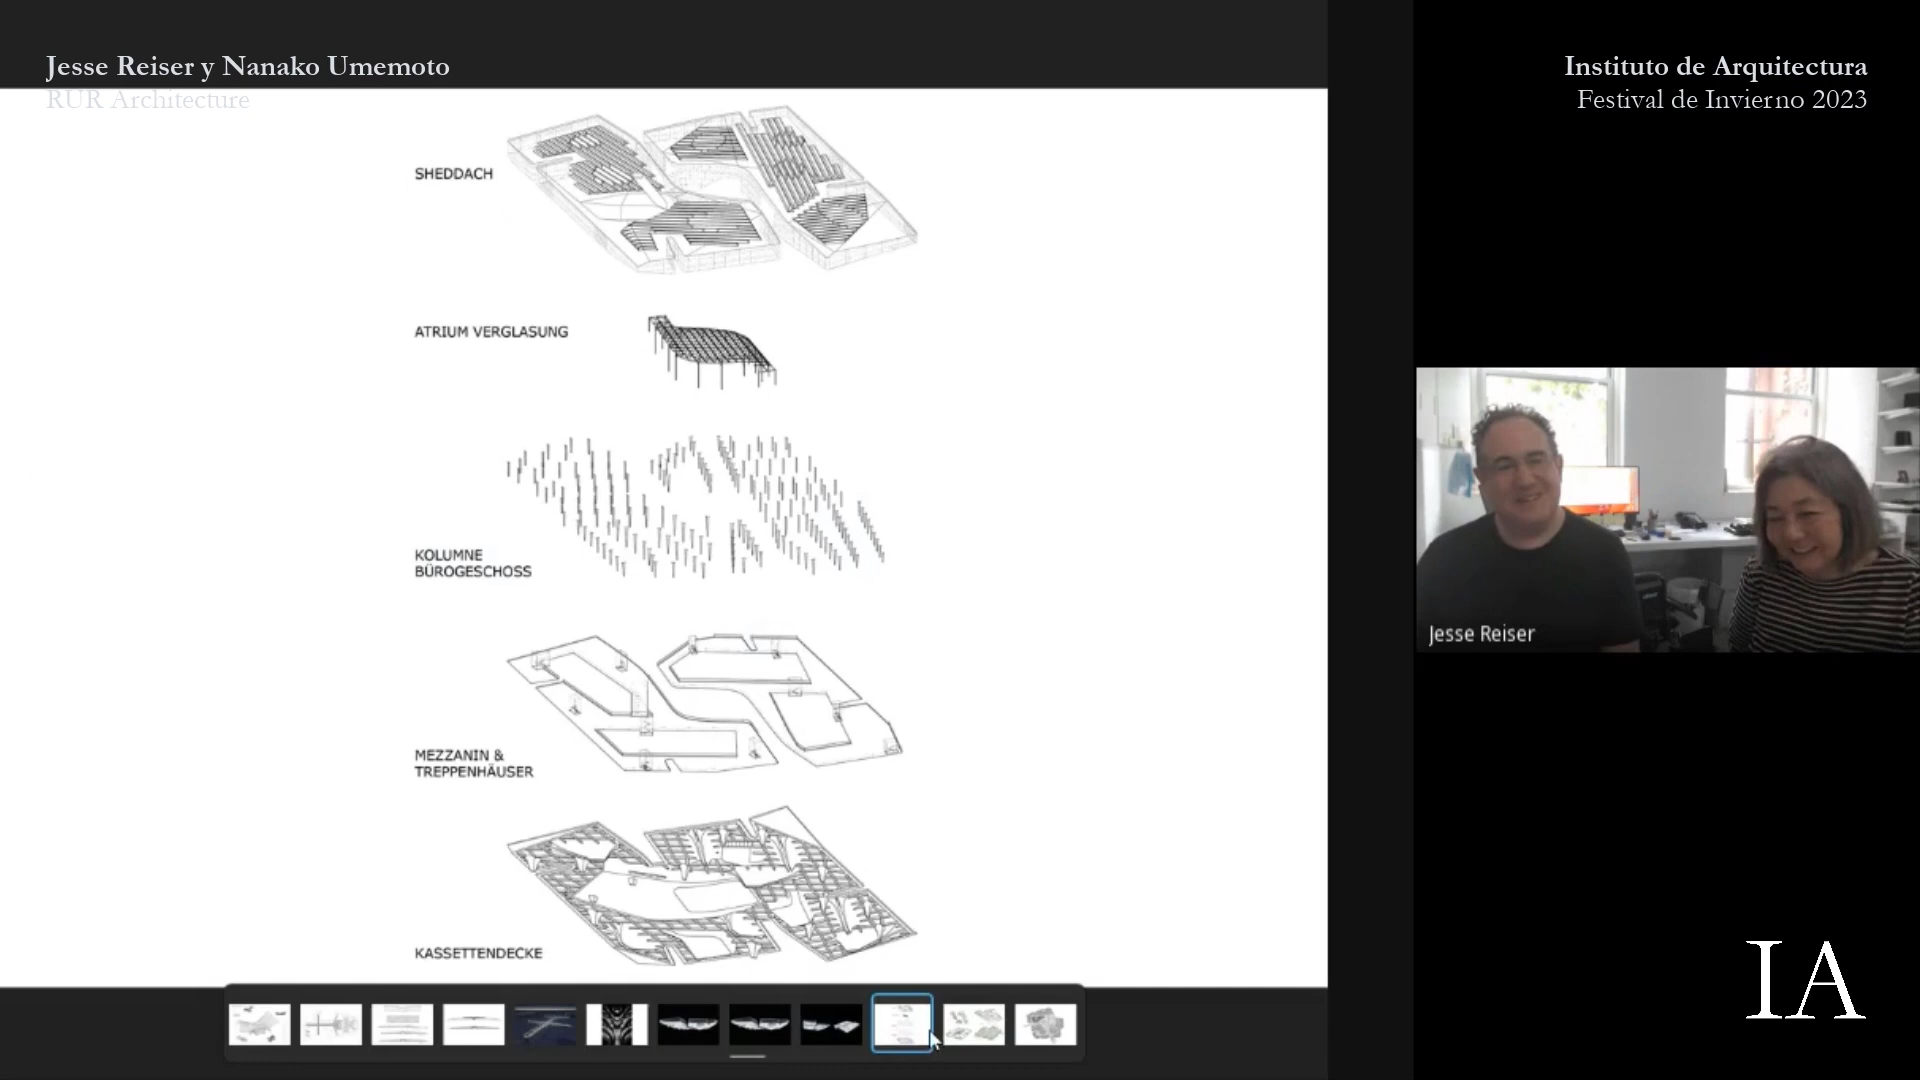 Jesse Reiser y Nanako Umemoto
RUR Architecture
Instituto de Arquitectura
Festival de Invierno 2023
SHEDDACH
ATRIUM VERGLASUNG
KOLUMNE
BÜROGESCHOSS
MEZZANIN &
TREPPENHÄUSER
KASSETTENDECKE
Jesse Reiser
IA